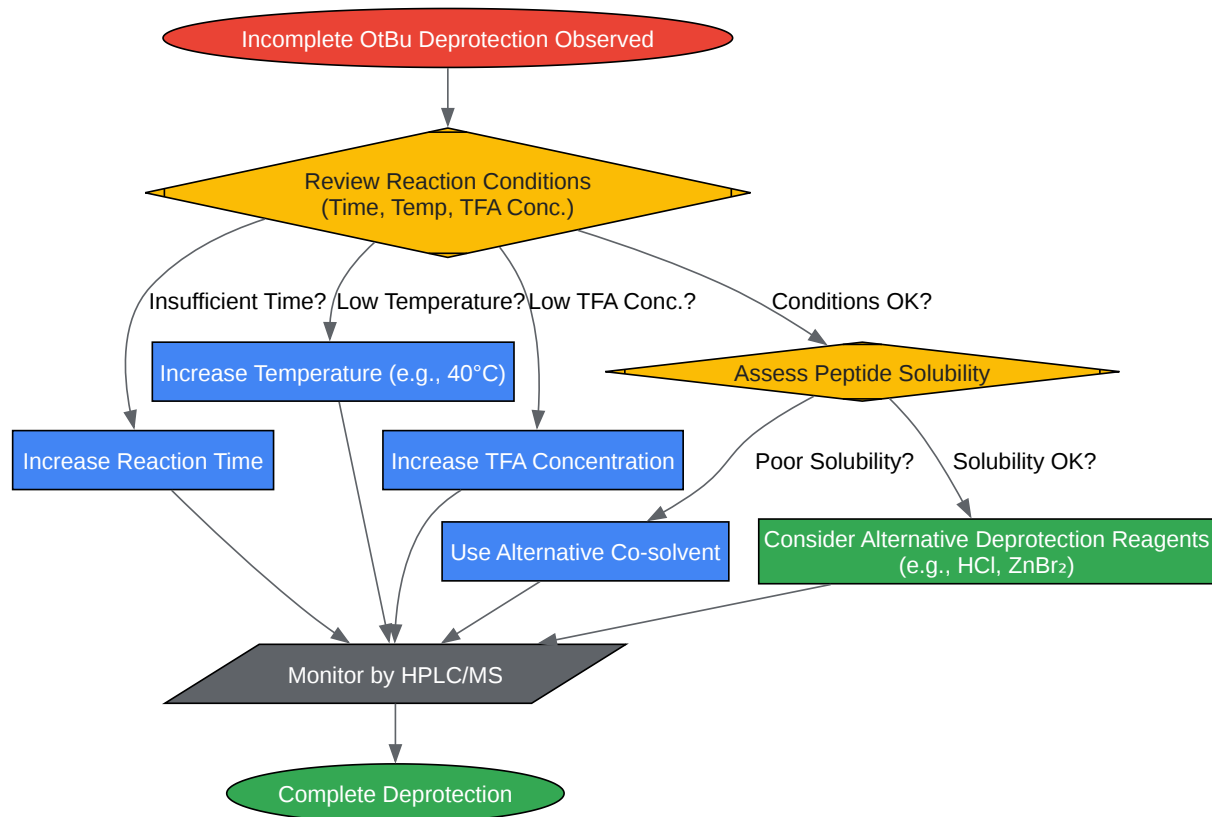 Incomplete OtBu Deprotection Observed
Review Reaction Conditions
(Time, Temp, TFA Conc.)
Insufficient Time?
Low Temperature?
Low TFA Conc.?
Conditions OK?
Increase Temperature (e.g., 40°C)
Assess Peptide Solubility
Increase Reaction Time
Increase TFA Concentration
Poor Solubility?
Solubility OK?
Use Alternative Co-solvent
Consider Alternative Deprotection Reagents
(e.g., HCl, ZnBr₂)
Monitor by HPLC/MS
Complete Deprotection